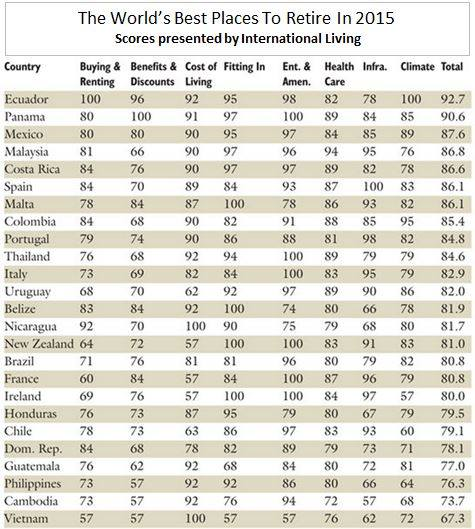 The World's Best Places To Retire In 2015
Scores presented by International Living
Country Buying & Renting Benefits & Discounts Cost of Living Fitting In Ent. & Amen. Health Care Infra. Climate Total
Ecuador 100 96 92 95 98 82 78 100 92.7
Panama 80 100 91 97 100 89 84 85 90.6
Mexico 80 80 90 95 97 84 85 89 87.6
Malaysia 81 66 90 97 96 94 95 76 86.8
Costa Rica 84 76 90 97 97 89 82 78 86.6
Spain 84 70 89 84 93 87 100 83 86.1
Malta 78 84 87 100 78 86 93 82 86.1
Colombia 84 68 90 82 91 88 85 95 85.4
Portugal 79 74 90 86 88 81 98 82 84.8
Thailand 76 68 92 94 100 89 79 79 84.6
Italy 73 69 82 84 100 83 95 79 82.9
Uruguay 68 70 62 92 97 89 90 86 82.0
Belize 83 84 92 100 74 80 66 78 81.9
Nicaragua 92 70 100 90 75 79 68 80 81.7
New Zealand 64 72 57 100 100 83 91 83 81.0
Brazil 71 76 81 81 96 80 79 82 80.8
France 60 84 57 84 100 87 96 79 80.8
Ireland 69 76 57 100 100 84 97 57 80.0
Honduras 76 73 87 95 79 80 67 79 79.5
Chile 78 73 63 86 97 83 93 60 79.1
Dom. Rep. 84 68 78 82 89 79 73 71 78.1
Guatemala 76 62 92 68 84 80 72 81 77.0
Philippines 73 57 92 92 86 80 66 64 76.3
Cambodia 73 57 92 76 94 72 57 68 73.7
Vietnam 57 57 100 57 57 76 62 72 67.3